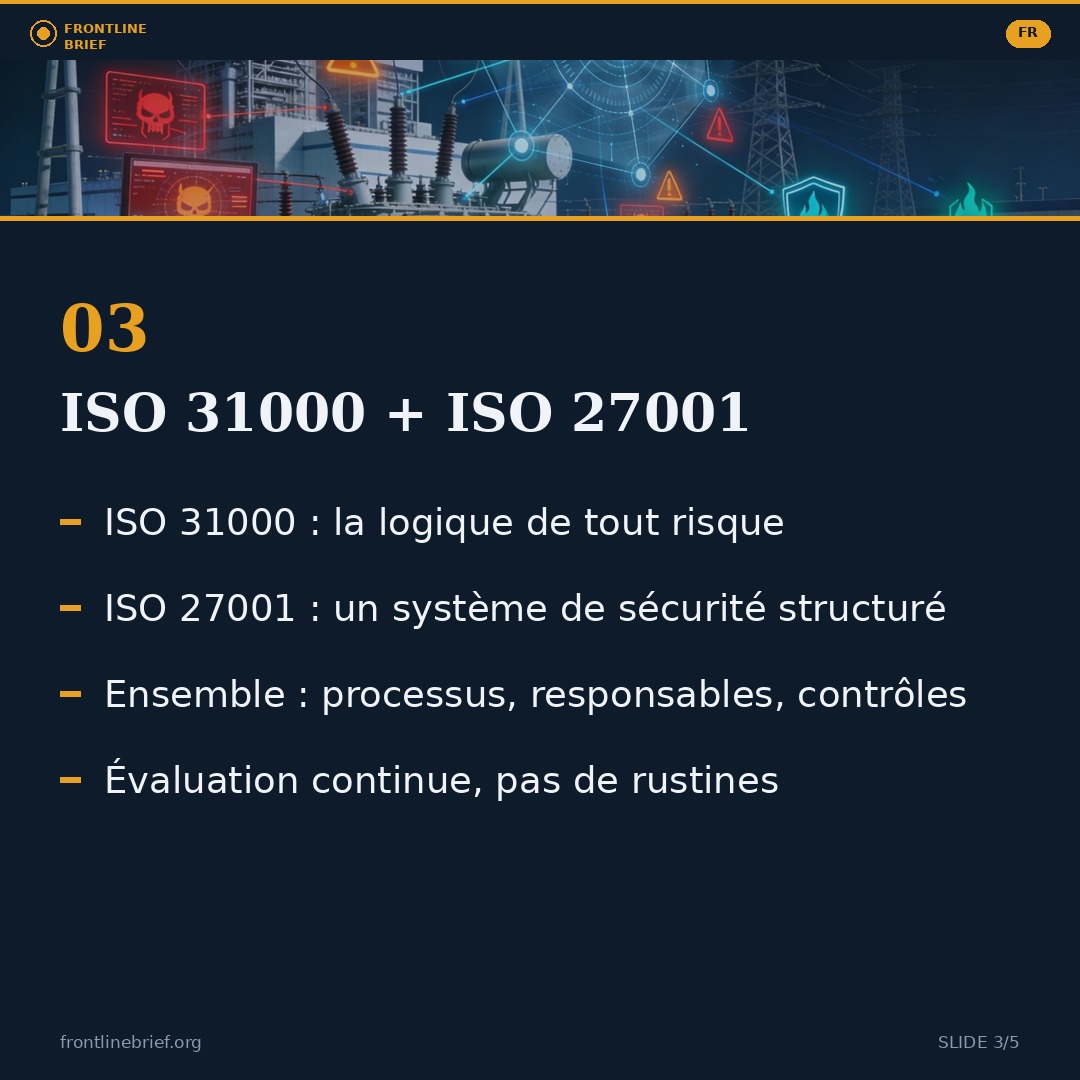 FRONTLINE
BRIEF
FR
03
ISO 31000 + ISO 27001
ISO 31000 : la logique de tout risque
ISO 27001 : un système de sécurité structuré
Ensemble : processus, responsables, contrôles
Évaluation continue, pas de rustines
frontlinebrief.org
SLIDE 3/5